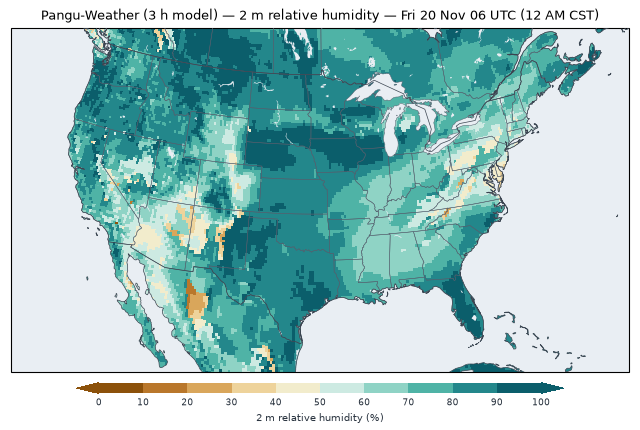 Pangu-Weather (3 h model) — 2 m relative humidity — Fri 20 Nov 06 UTC (12 AM CST)
0 10 20 30 40 50 60 70 80 90 100
2 m relative humidity (%)